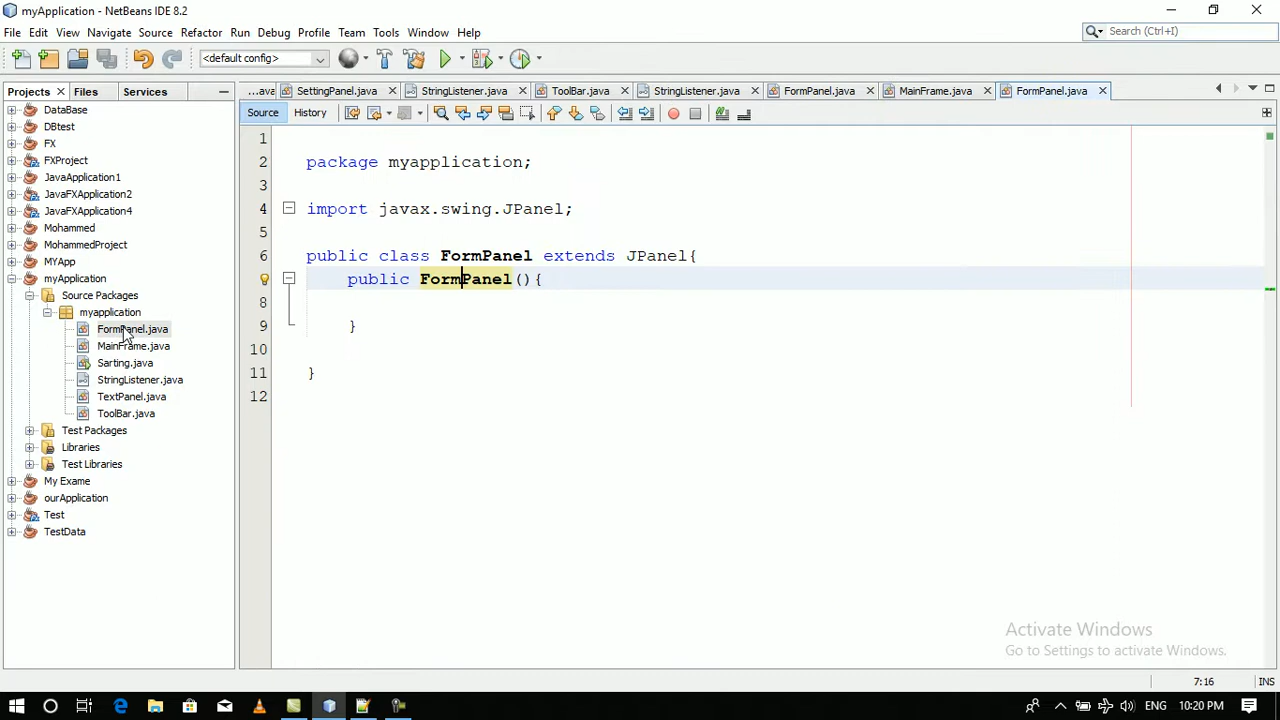 myApplication - NetBeans IDE 8.2
File Edit View Navigate Source Refactor Run Debug Profile Team Tools Window Help
Search (Ctrl+I)
<default config>
Projects Files Services
...ava SettingPanel.java StringListener.java ToolBar.java StringListener.java FormPanel.java MainFrame.java FormPanel.java
Source History
DataBase
DBtest
FX
FXProject
JavaApplication1
JavaFXApplication2
JavaFXApplication4
Mohammed
MohammedProject
MYApp
myApplication
Source Packages
myapplication
FormPanel.java
MainFrame.java
Sarting.java
StringListener.java
TextPanel.java
ToolBar.java
Test Packages
Libraries
Test Libraries
My Exame
ourApplication
Test
TestData
1
2 package myapplication;
3
4 import javax.swing.JPanel;
5
6 public class FormPanel extends JPanel{
public FormPanel(){
8
9 }
10
11 }
12
Activate Windows
Go to Settings to activate Windows.
7:16 INS
ENG 10:20 PM